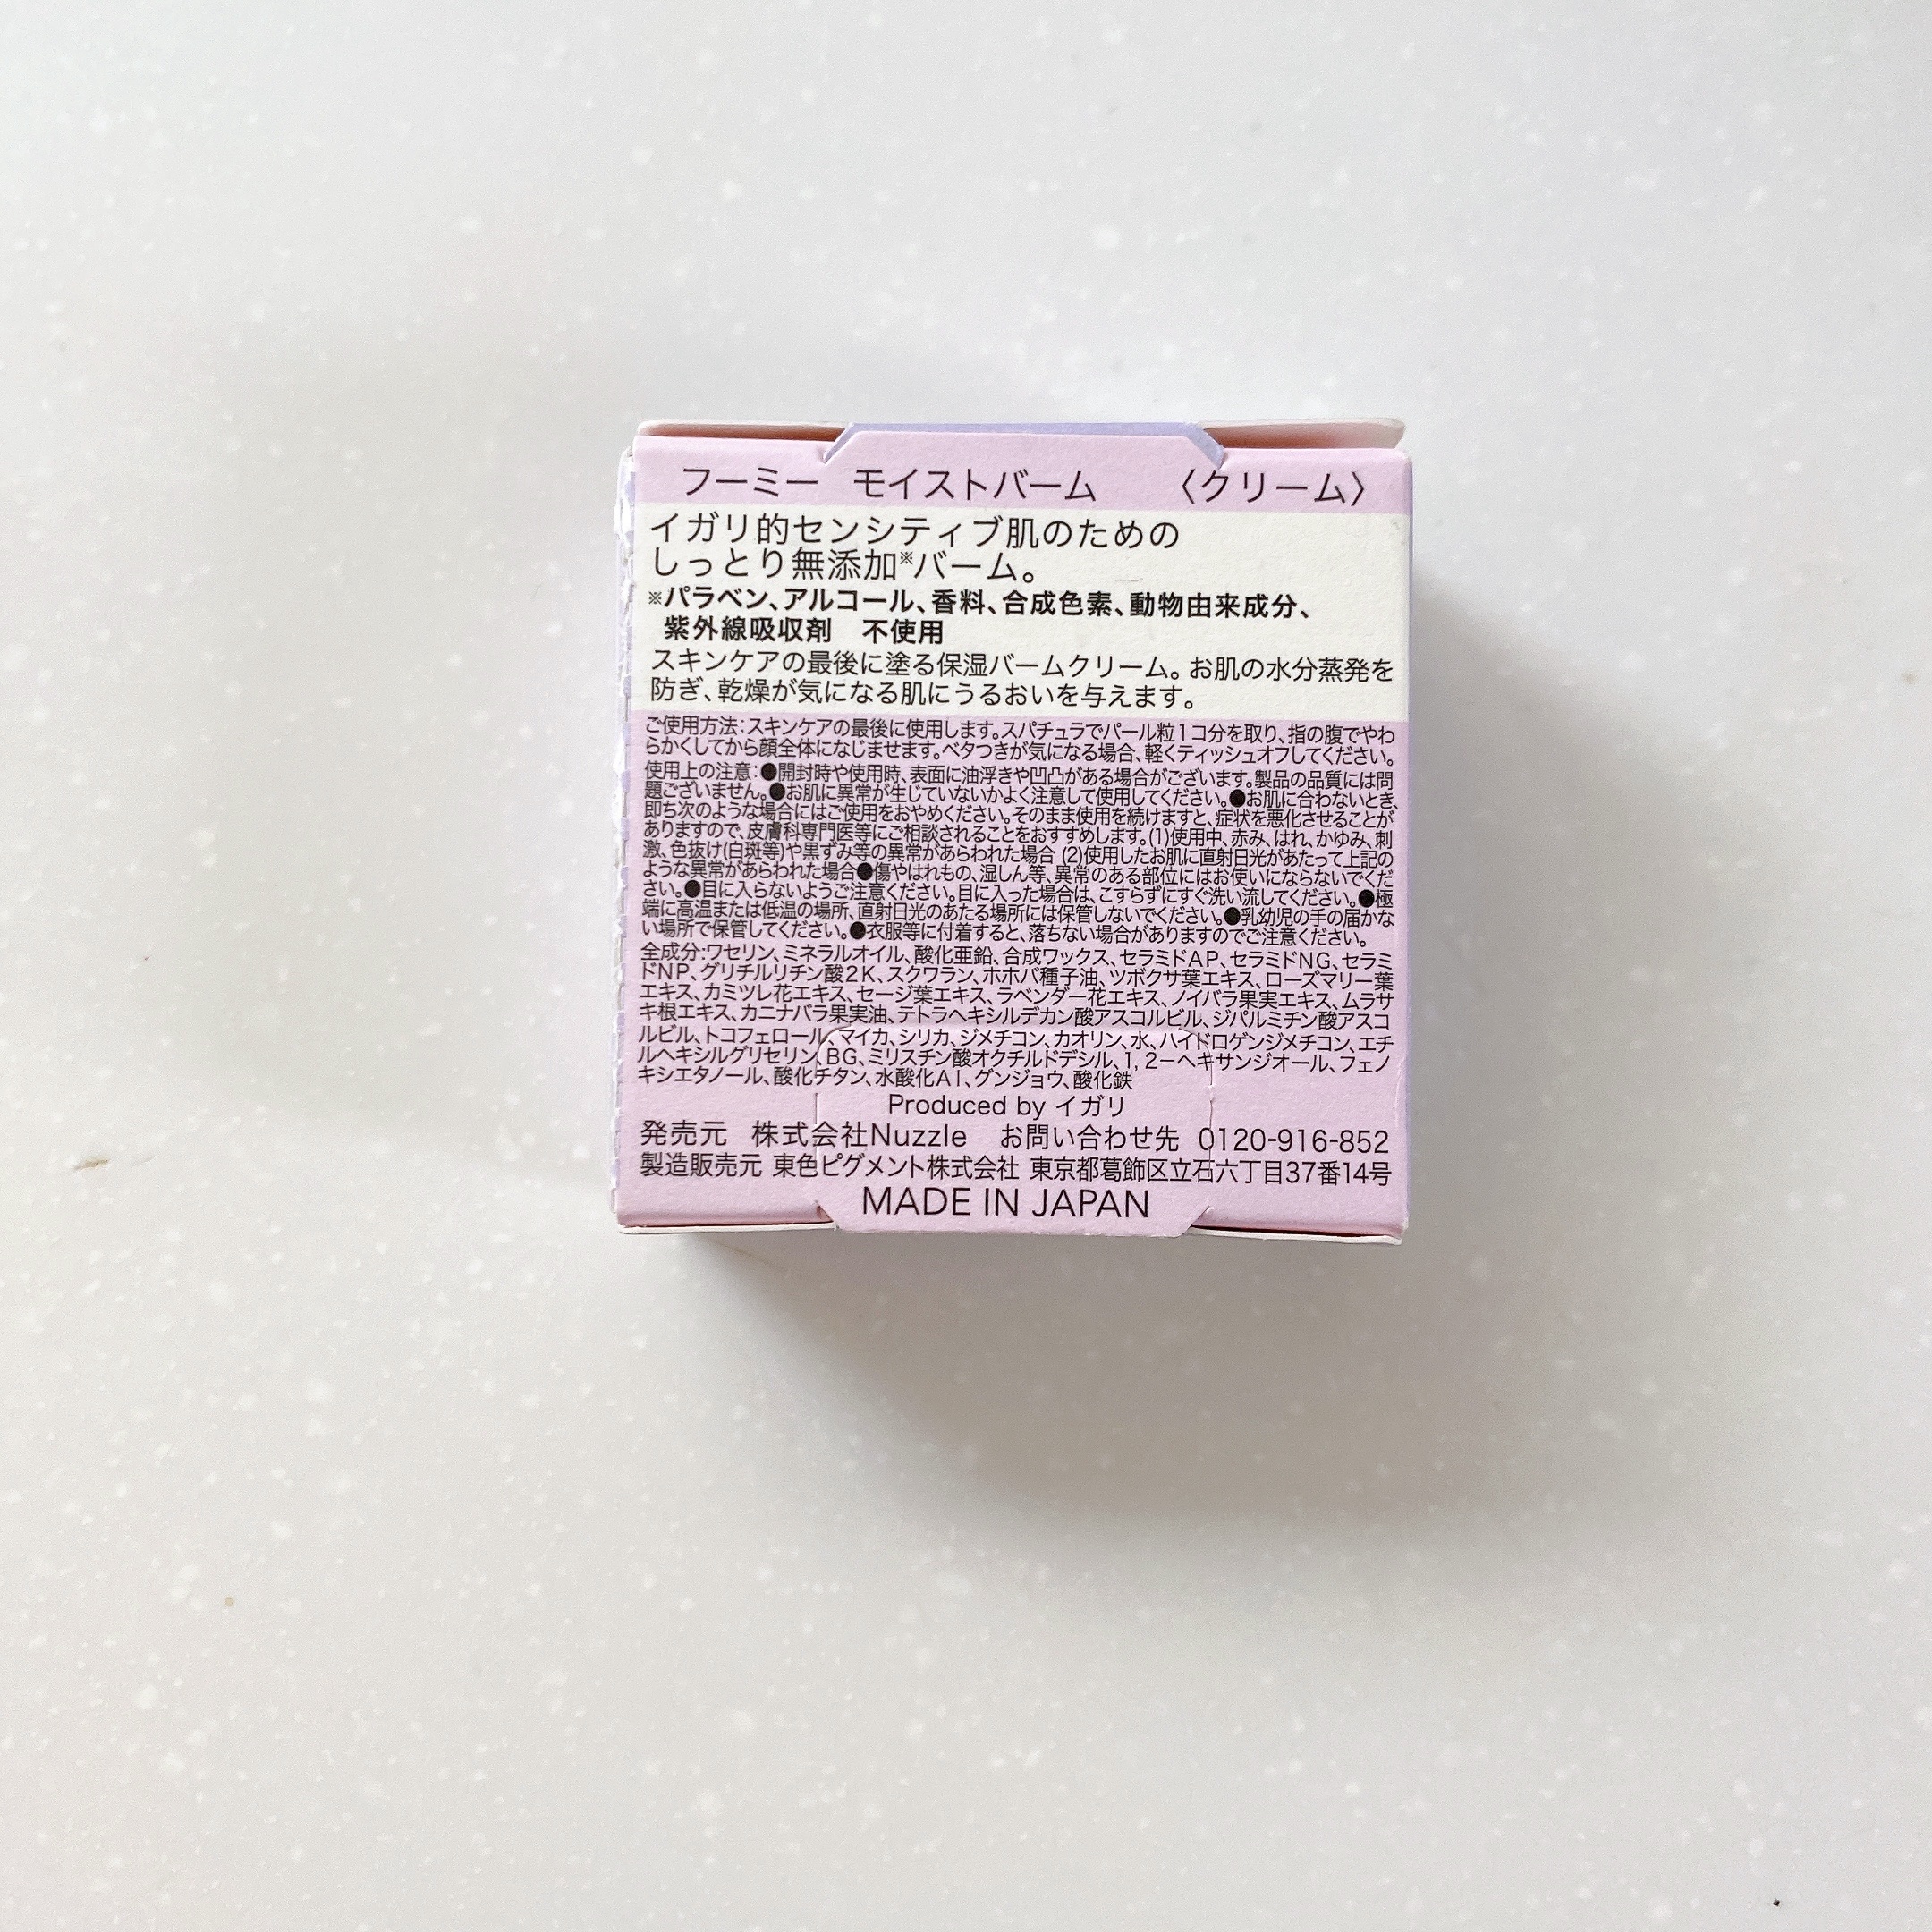 フーミー　モイストバーム　〈クリーム〉
イガリ的センシティブ肌のための
しっとり無添加※バーム。
※パラベン、アルコール、香料、合成色素、動物由来成分、
紫外線吸収剤　不使用
スキンケアの最後に塗る保湿バームクリーム。お肌の水分蒸発を
防ぎ、乾燥が気になる肌にうるおいを与えます。
ご使用方法：スキンケアの最後に使用します。スパチュラでパール粒1コ分を取り、指の腹でやわ
らかくしてから顔全体になじませます。ベタつきが気になる場合、軽くティッシュオフしてください。
使用上の注意：●開封時や使用時、表面に油浮きや凹凸がある場合がございます。製品の品質には問
題ございません。●お肌に異常が生じていないかよく注意して使用してください。●お肌に合わないとき、
即ち次のような場合にはご使用をおやめください。そのまま使用を続けますと、症状を悪化させることが
ありますので、皮膚科専門医等にご相談されることをおすすめします。(1)使用中、赤み、はれ、かゆみ、刺
激、色抜け(白斑等)や黒ずみ等の異常があらわれた場合 (2)使用したお肌に直射日光があたって上記の
ような異常があらわれた場合●傷やはれもの、湿しん等、異常のある部位にはお使いにならないでくだ
さい。●目に入らないようご注意ください。目に入った場合は、こすらずにすぐ洗い流してください。●極
端に高温または低温の場所、直射日光のあたる場所には保管しないでください。●乳幼児の手の届かな
い場所で保管してください。●衣服等に付着すると、落ちない場合がありますのでご注意ください。
全成分：ワセリン、ミネラルオイル、酸化亜鉛、合成ワックス、セラミドAP、セラミドNG、セラミ
ドNP、グリチルリチン酸2K、スクワラン、ホホバ種子油、ツボクサ葉エキス、ローズマリー葉
エキス、カミツレ花エキス、セージ葉エキス、ラベンダー花エキス、ノイバラ果実エキス、ムラサ
キ根エキス、カニナバラ果実油、テトラヘキシルデカン酸アスコルビル、ジパルミチン酸アスコ
ルビル、トコフェロール、マイカ、シリカ、ジメチコン、カオリン、水、ハイドロゲンジメチコン、エチ
ルヘキシルグリセリン、BG、ミリスチン酸オクチルドデシル、1, 2－ヘキサンジオール、フェノ
キシエタノール、酸化チタン、水酸化Al、グンジョウ、酸化鉄
Produced by イガリ
発売元　株式会社Nuzzle　お問い合わせ先　0120-916-852
製造販売元 東色ピグメント株式会社 東京都葛飾区立石六丁目37番14号
MADE IN JAPAN